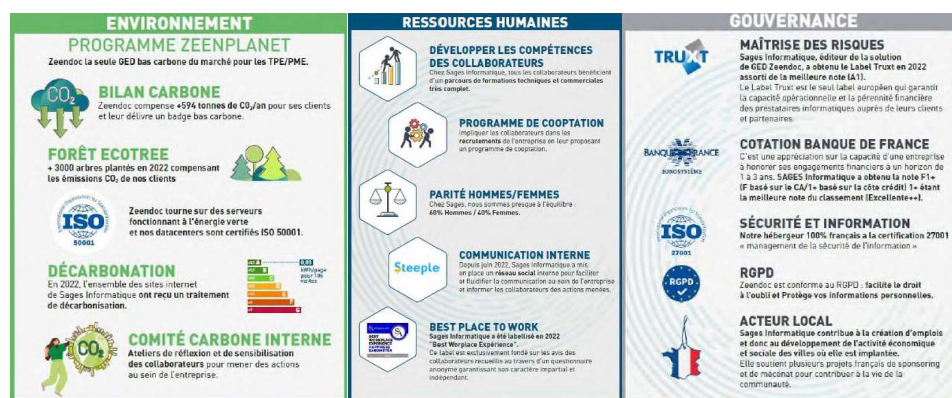 ENVIRONNEMENT
PROGRAMME ZEENPLANET
Zeendoc la seule GED bas carbone du marché pour les TPE/PME.
CO₂
BILAN CARBONE
Zeendoc compense +594 tonnes de CO₂/an pour ses clients
et leur délivre un badge bas carbone.
FORÊT ECOTREE
+ 3000 arbres plantés en 2022 compensant
les émissions CO₂ de nos clients
ISO
50001
Zeendoc tourne sur des serveurs
fonctionnant à l'énergie verte
et nos datacenters sont certifiés ISO 50001.
DÉCARBONATION
En 2022, l'ensemble des sites internet
de Sages Informatique ont reçu un traitement
de décarbonisation.
COMITÉ CARBONE INTERNE
Ateliers de réflexion et de sensibilisation
des collaborateurs pour mener des actions
au sein de l'entreprise.
CO₂
RESSOURCES HUMAINES
DÉVELOPPER LES COMPÉTENCES
DES COLLABORATEURS
Chez Sages Informatique, tous les collaborateurs bénéficient
d'un parcours de formations techniques et commerciales
très complet.
PROGRAMME DE COOPTATION
Impliquer les collaborateurs dans les
recrutements de l'entreprise en leur proposant
un programme de cooptation.
PARITÉ HOMMES/FEMMES
Chez Sages, nous sommes presque à l'équilibre :
60% Hommes / 40% Femmes.
Steeple
COMMUNICATION INTERNE
Depuis juin 2022, Sages Informatique a mis
en place un réseau social interne pour faciliter
et fluidifier la communication au sein de l'entreprise
et informer les collaborateurs des actions menées.
BEST PLACE TO WORK
Sages Informatique a été labellisé en 2022
"Best Worplace Expérience".
Ce label est exclusivement fondé sur les avis des
collaborateurs recueillis au travers d'un questionnaire
anonyme garantissant son caractère impartial et
indépendant.
GOUVERNANCE
TRUXT
MAÎTRISE DES RISQUES
Sages Informatique, éditeur de la solution
de GED Zeendoc, a obtenu le Label Truxt en 2022
assorti de la meilleure note (A1).
Le Label Truxt est le seul label européen qui garantit
la capacité opérationnelle et la pérennité financière
des prestataires informatiques auprès de leurs clients
et partenaires.
BANQUE DE FRANCE
EUROSYSTÈME
COTATION BANQUE DE FRANCE
C'est une appréciation sur la capacité d'une entreprise
à honorer ses engagements financiers à un horizon de
1 à 3 ans. SAGES Informatique a obtenu la note F1+
(F basé sur le CA/1+ basé sur la côte crédit) 1+ étant
la meilleure note du classement (Excellente++).
ISO
27001
SÉCURITÉ ET INFORMATION
Notre hébergeur 100% français a la certification 27001
« management de la sécurité de l'information »
RGPD
RGPD
Zeendoc est conforme au RGPD : facilite le droit
à l'oubli et Protège vos informations personnelles.
ACTEUR LOCAL
Sages Informatique contribue à la création d'emplois
et donc au développement de l'activité économique
et sociale des villes où elle est implantée.
Elle soutient plusieurs projets français de sponsoring
et de mécénat pour contribuer à la vie de la
communauté.